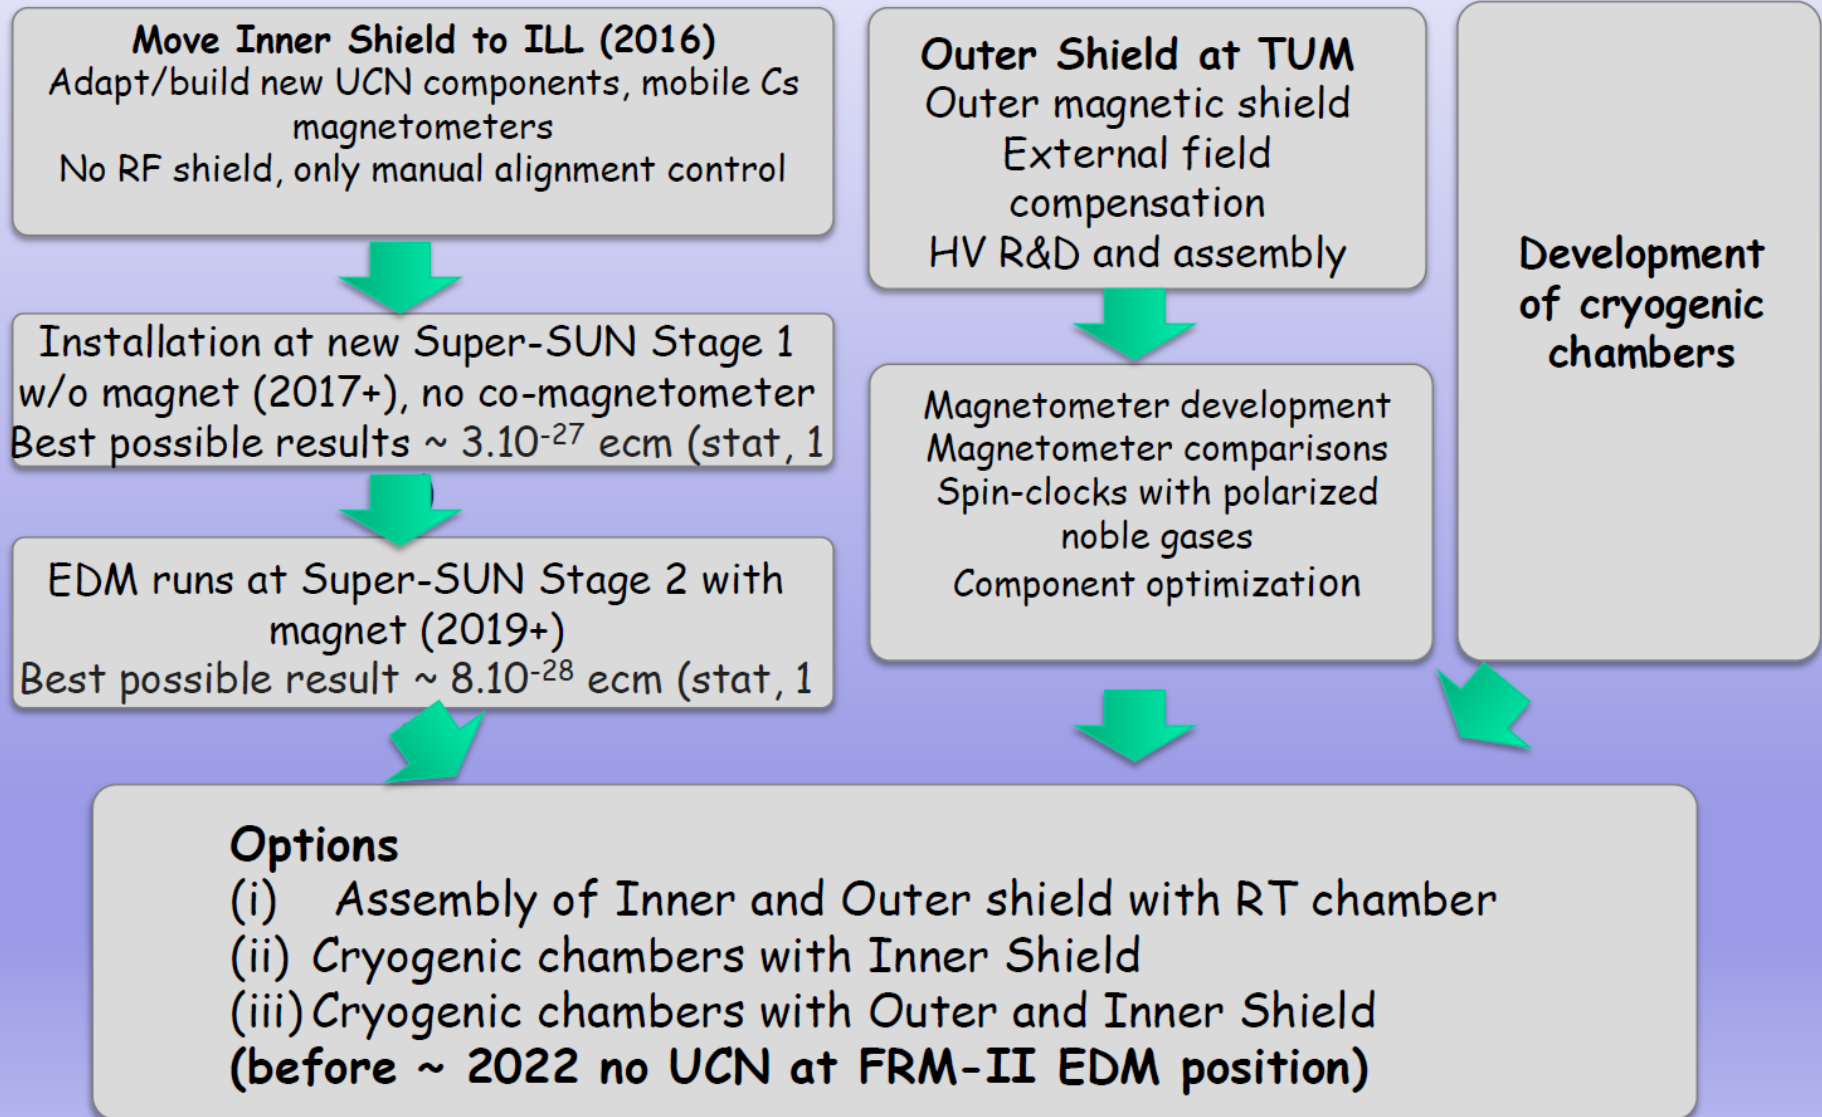 Move Inner Shield to ILL (2016)
Adapt/build new UCN components, mobile Cs
magnetometers
No RF shield, only manual alignment control
Installation at new Super-SUN Stage 1
w/o magnet (2017+), no co-magnetometer
Best possible results ~ 3.10⁻²⁷ ecm (stat, 1
EDM runs at Super-SUN Stage 2 with
magnet (2019+)
Best possible result ~ 8.10⁻²⁸ ecm (stat, 1
Outer Shield at TUM
Outer magnetic shield
External field
compensation
HV R&D and assembly
Magnetometer development
Magnetometer comparisons
Spin-clocks with polarized
noble gases
Component optimization
Development
of cryogenic
chambers
Options
(i) Assembly of Inner and Outer shield with RT chamber
(ii) Cryogenic chambers with Inner Shield
(iii) Cryogenic chambers with Outer and Inner Shield
(before ~ 2022 no UCN at FRM-II EDM position)